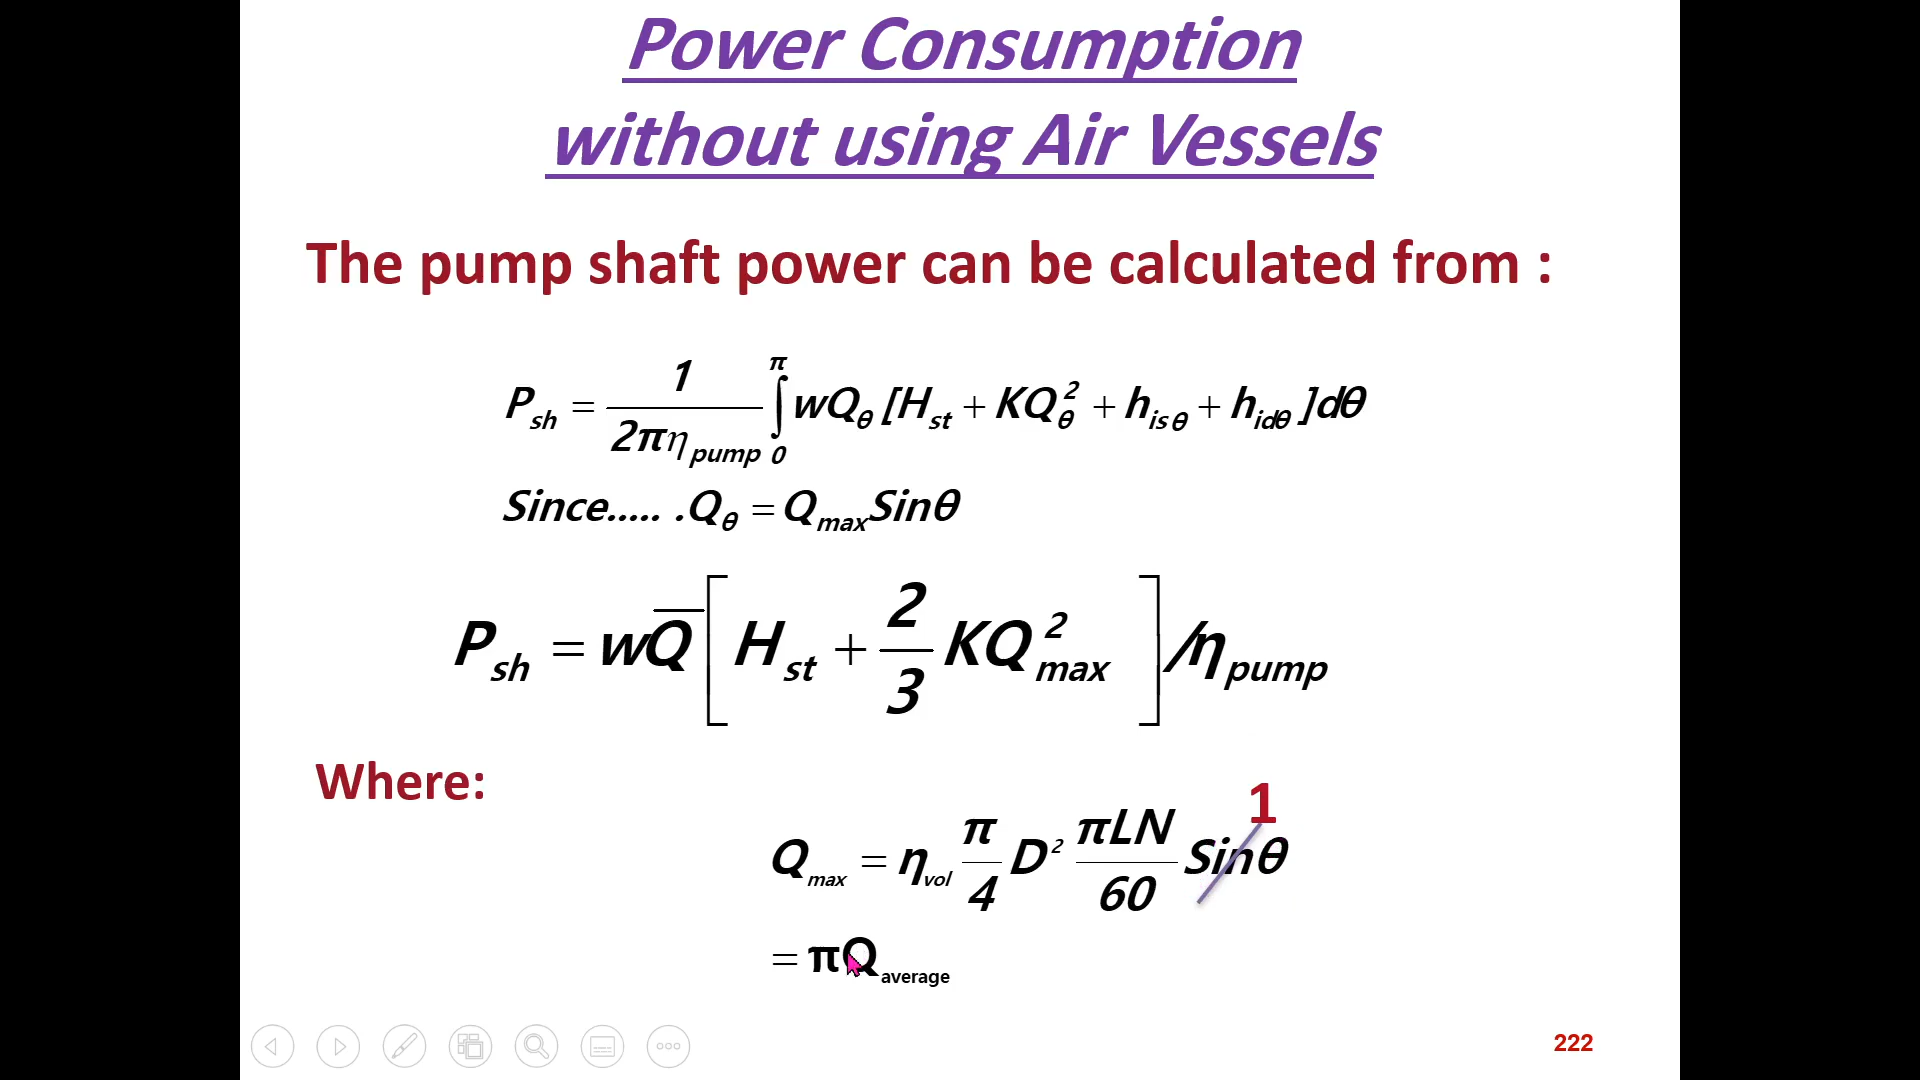 Power Consumption
without using Air Vessels
The pump shaft power can be calculated from :
P_sh = 1/(2πη_pump) ∫_0^π wQ_θ [H_st + KQ_θ^2 + h_isθ + h_idθ ]dθ
Since..... .Q_θ = Q_max Sinθ
P_sh = wQ̅ [ H_st + 2/3 KQ_max^2 ] /η_pump
Where:
1
Q_max = η_vol π/4 D^2 πLN/60 Sinθ
= πQ_average
222